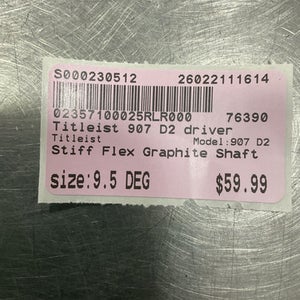 S000230512 26022111614
02357100025RLR000 76390
Titleist 907 D2 driver
Titleist Model:907 D2
Stiff Flex Graphite Shaft
size:9.5 DEG $59.99